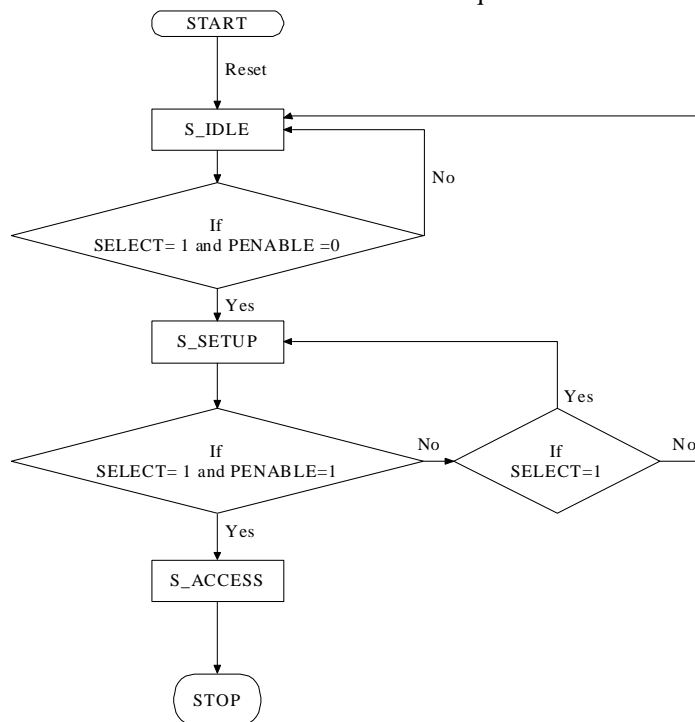 START
Reset
S_IDLE
No
If
SELECT= 1 and PENABLE =0
Yes
S_SETUP
Yes
If
SELECT= 1 and PENABLE=1
No
If
SELECT=1
No
Yes
S_ACCESS
STOP